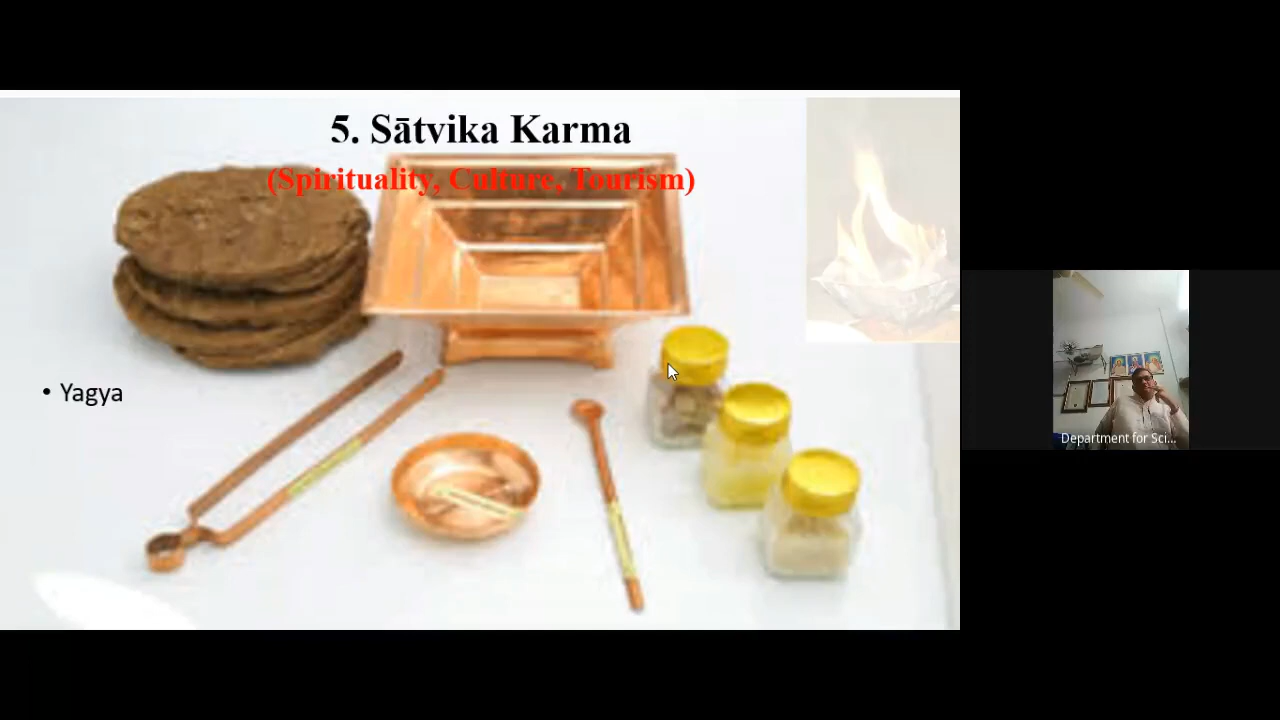 5. Sātvika Karma
(Spirituality, Culture, Tourism)
• Yagya
Department for Sci...